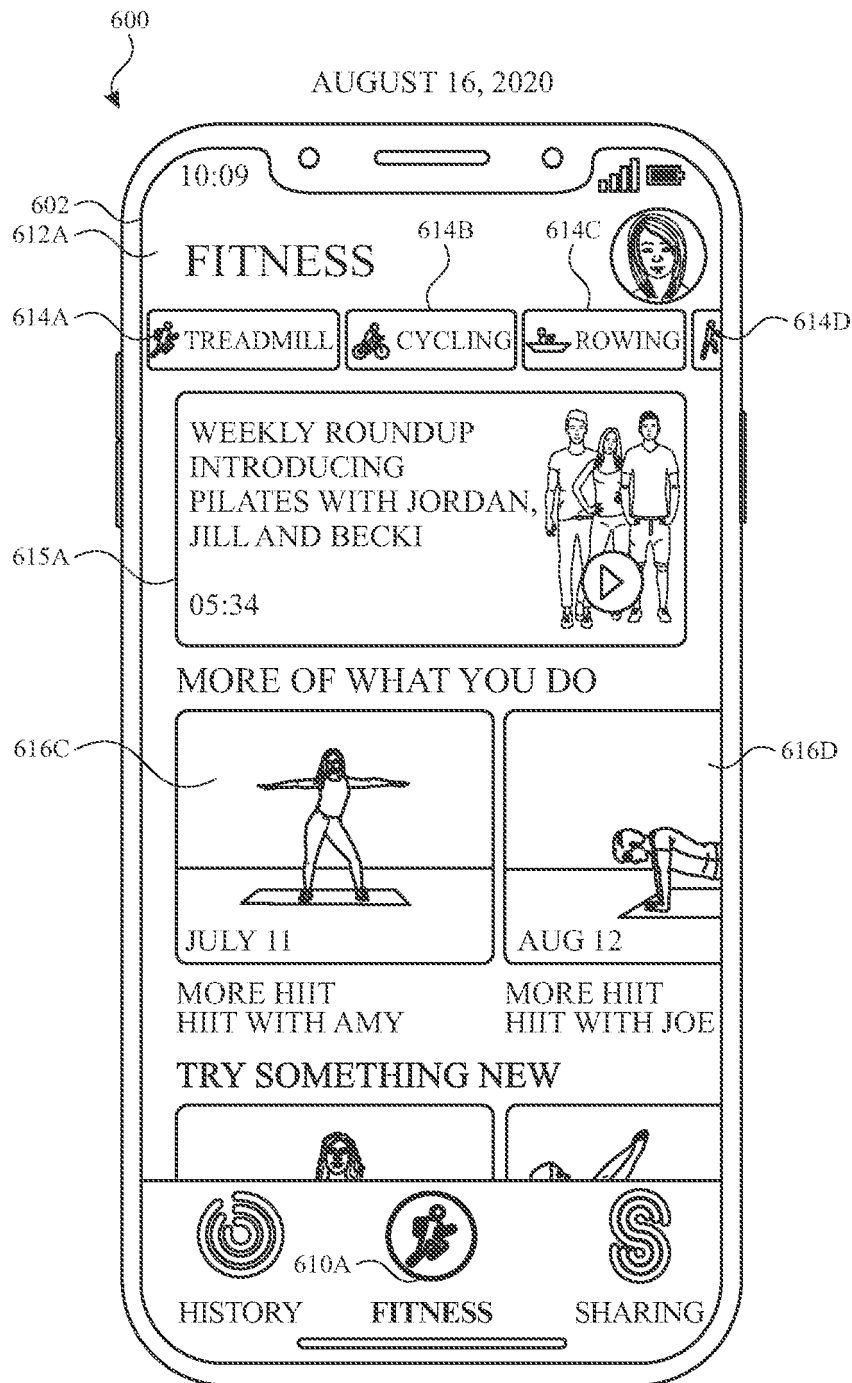 600
AUGUST 16, 2020
10:09
602
612A
614B
614C
FITNESS
614A
TREADMILL
CYCLING
ROWING
614D
WEEKLY ROUNDUP
INTRODUCING
PILATES WITH JORDAN,
JILL AND BECKI
615A
05:34
MORE OF WHAT YOU DO
616C
616D
JULY 11
AUG 12
MORE HIIT
HIIT WITH AMY
MORE HIIT
HIIT WITH JOE
TRY SOMETHING NEW
610A
HISTORY
FITNESS
SHARING